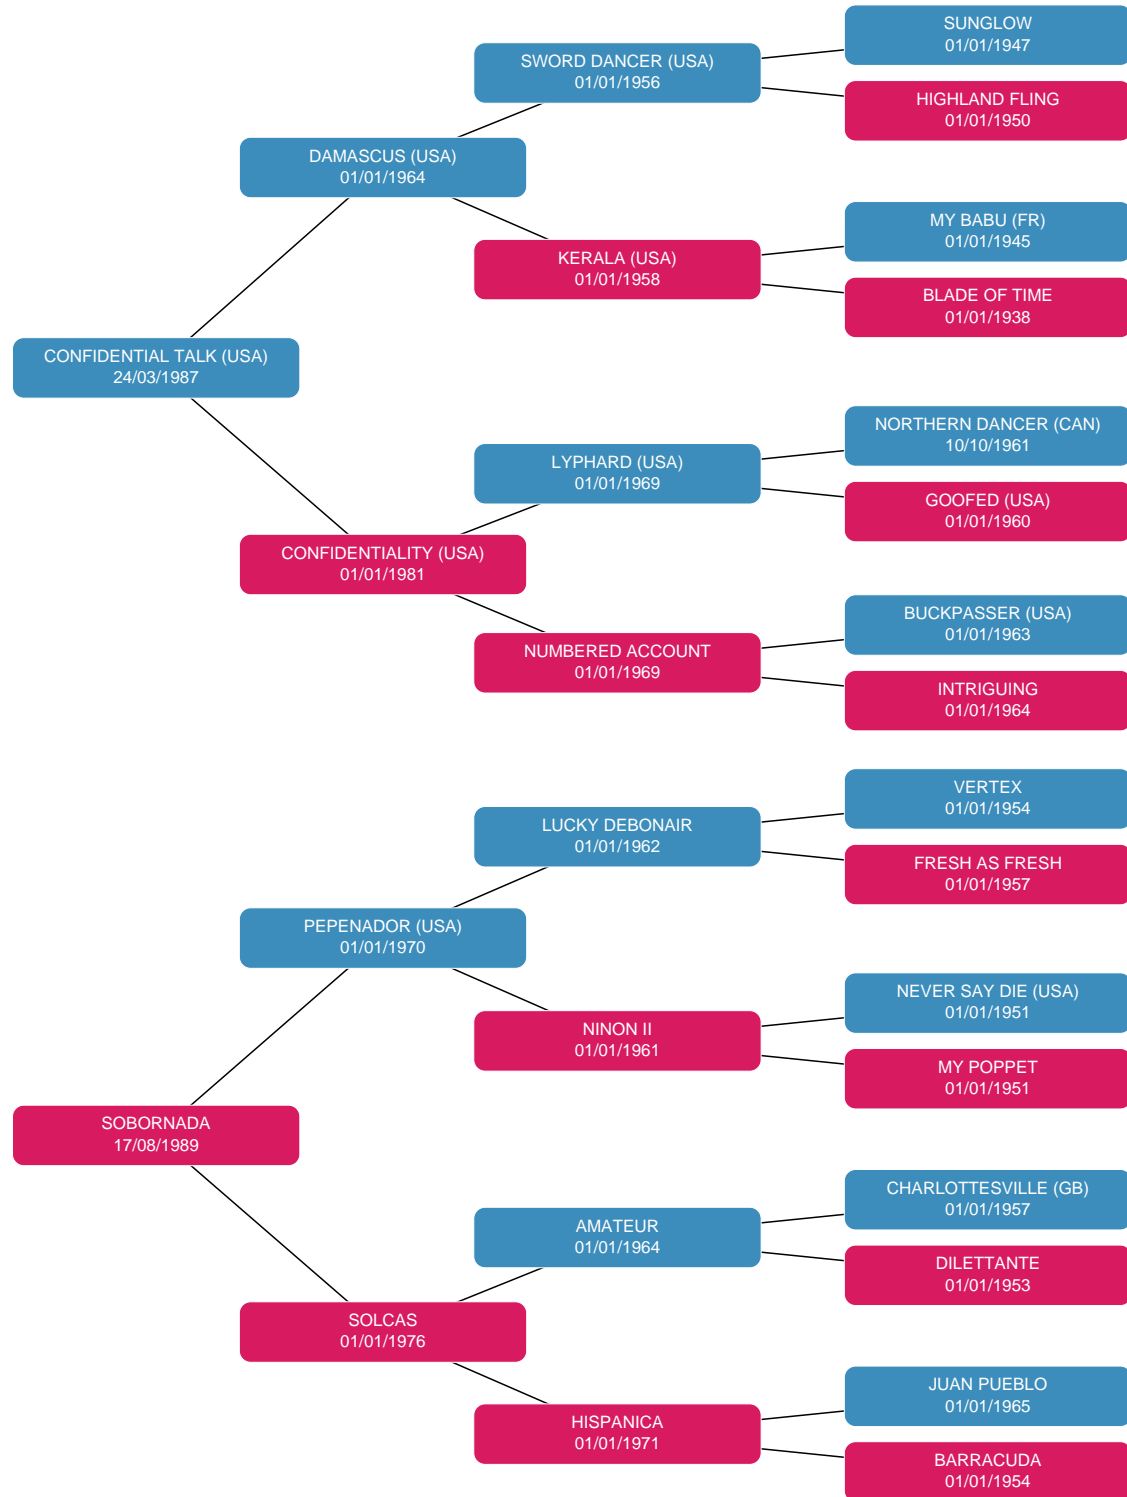 SUNGLOW
01/01/1947
SWORD DANCER (USA)
01/01/1956
HIGHLAND FLING
01/01/1950
DAMASCUS (USA)
01/01/1964
MY BABU (FR)
01/01/1945
KERALA (USA)
01/01/1958
BLADE OF TIME
01/01/1938
CONFIDENTIAL TALK (USA)
24/03/1987
NORTHERN DANCER (CAN)
10/10/1961
LYPHARD (USA)
01/01/1969
GOOFED (USA)
01/01/1960
CONFIDENTIALITY (USA)
01/01/1981
BUCKPASSER (USA)
01/01/1963
NUMBERED ACCOUNT
01/01/1969
INTRIGUING
01/01/1964
VERTEX
01/01/1954
LUCKY DEBONAIR
01/01/1962
FRESH AS FRESH
01/01/1957
PEPENADOR (USA)
01/01/1970
NEVER SAY DIE (USA)
01/01/1951
NINON II
01/01/1961
MY POPPET
01/01/1951
SOBORNADA
17/08/1989
CHARLOTTESVILLE (GB)
01/01/1957
AMATEUR
01/01/1964
DILETTANTE
01/01/1953
SOLCAS
01/01/1976
JUAN PUEBLO
01/01/1965
HISPANICA
01/01/1971
BARRACUDA
01/01/1954